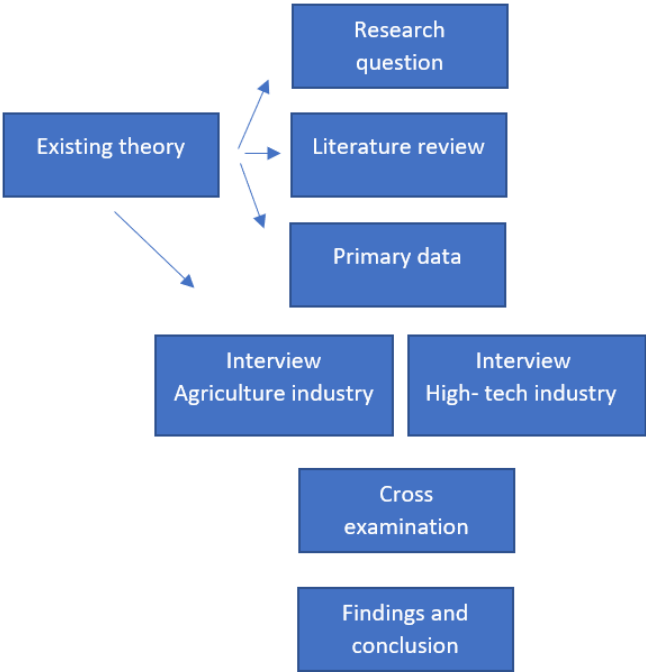 Research
question
Existing theory
Literature review
Primary data
Interview
Agriculture industry
Interview
High- tech industry
Cross
examination
Findings and
conclusion